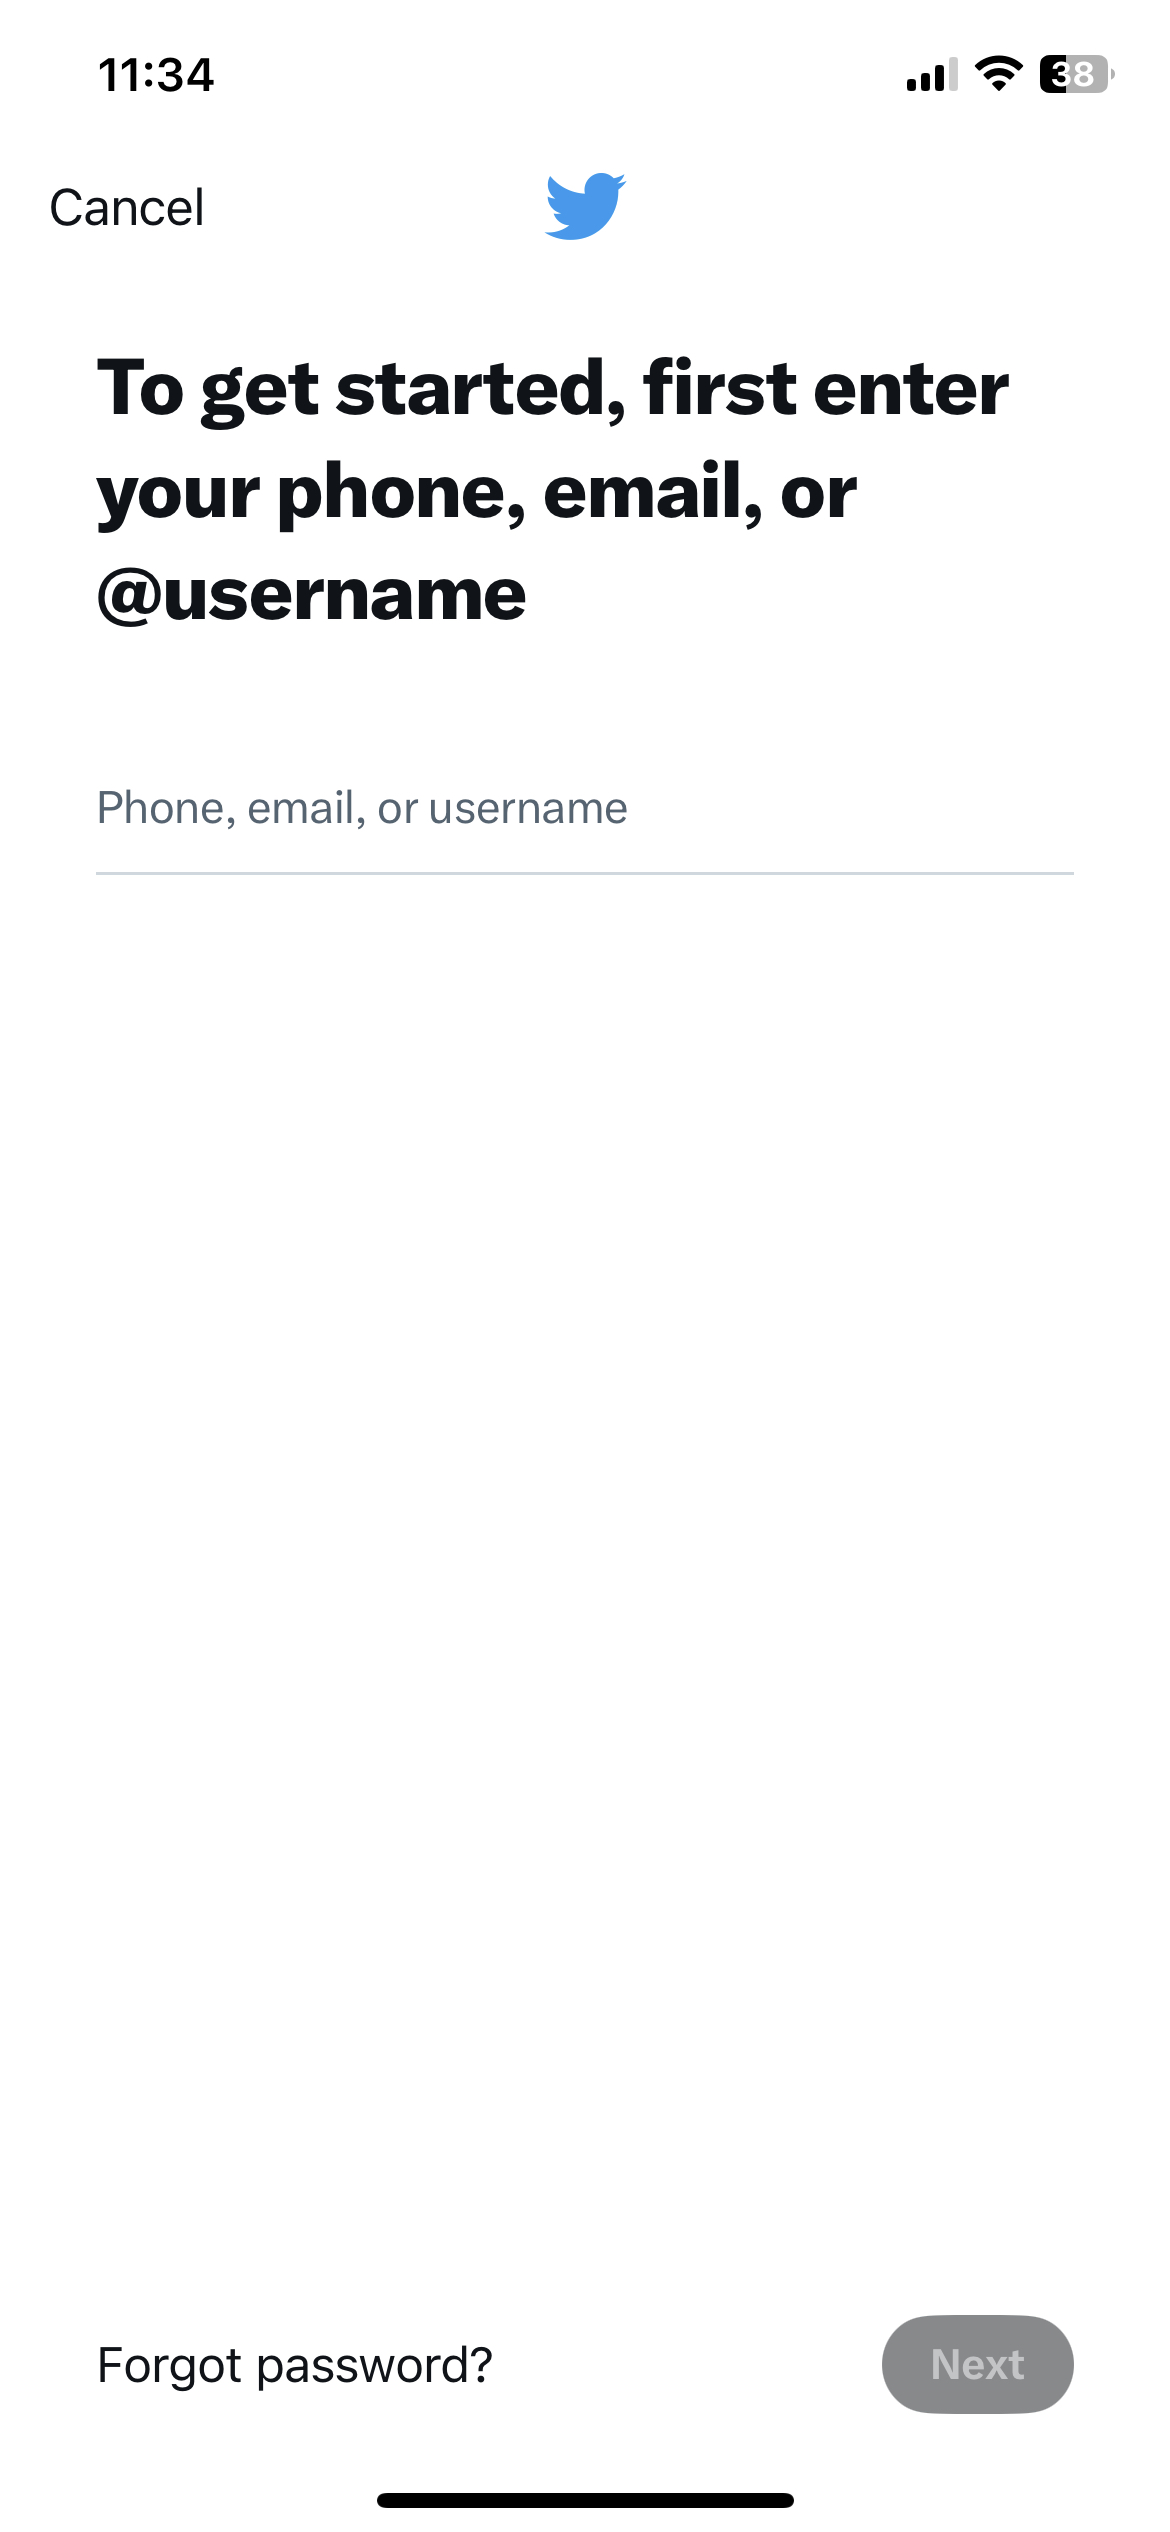 11:34
38
Cancel
To get started, first enter
your phone, email, or
@username
Phone, email, or username
Forgot password?
Next